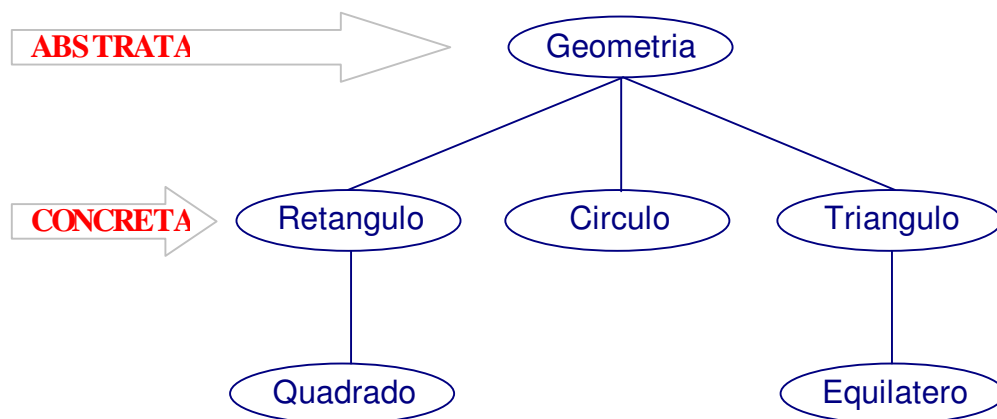 ABSTRATA Geometria
CONCRETA Retangulo Circulo Triangulo
Quadrado Equilatero